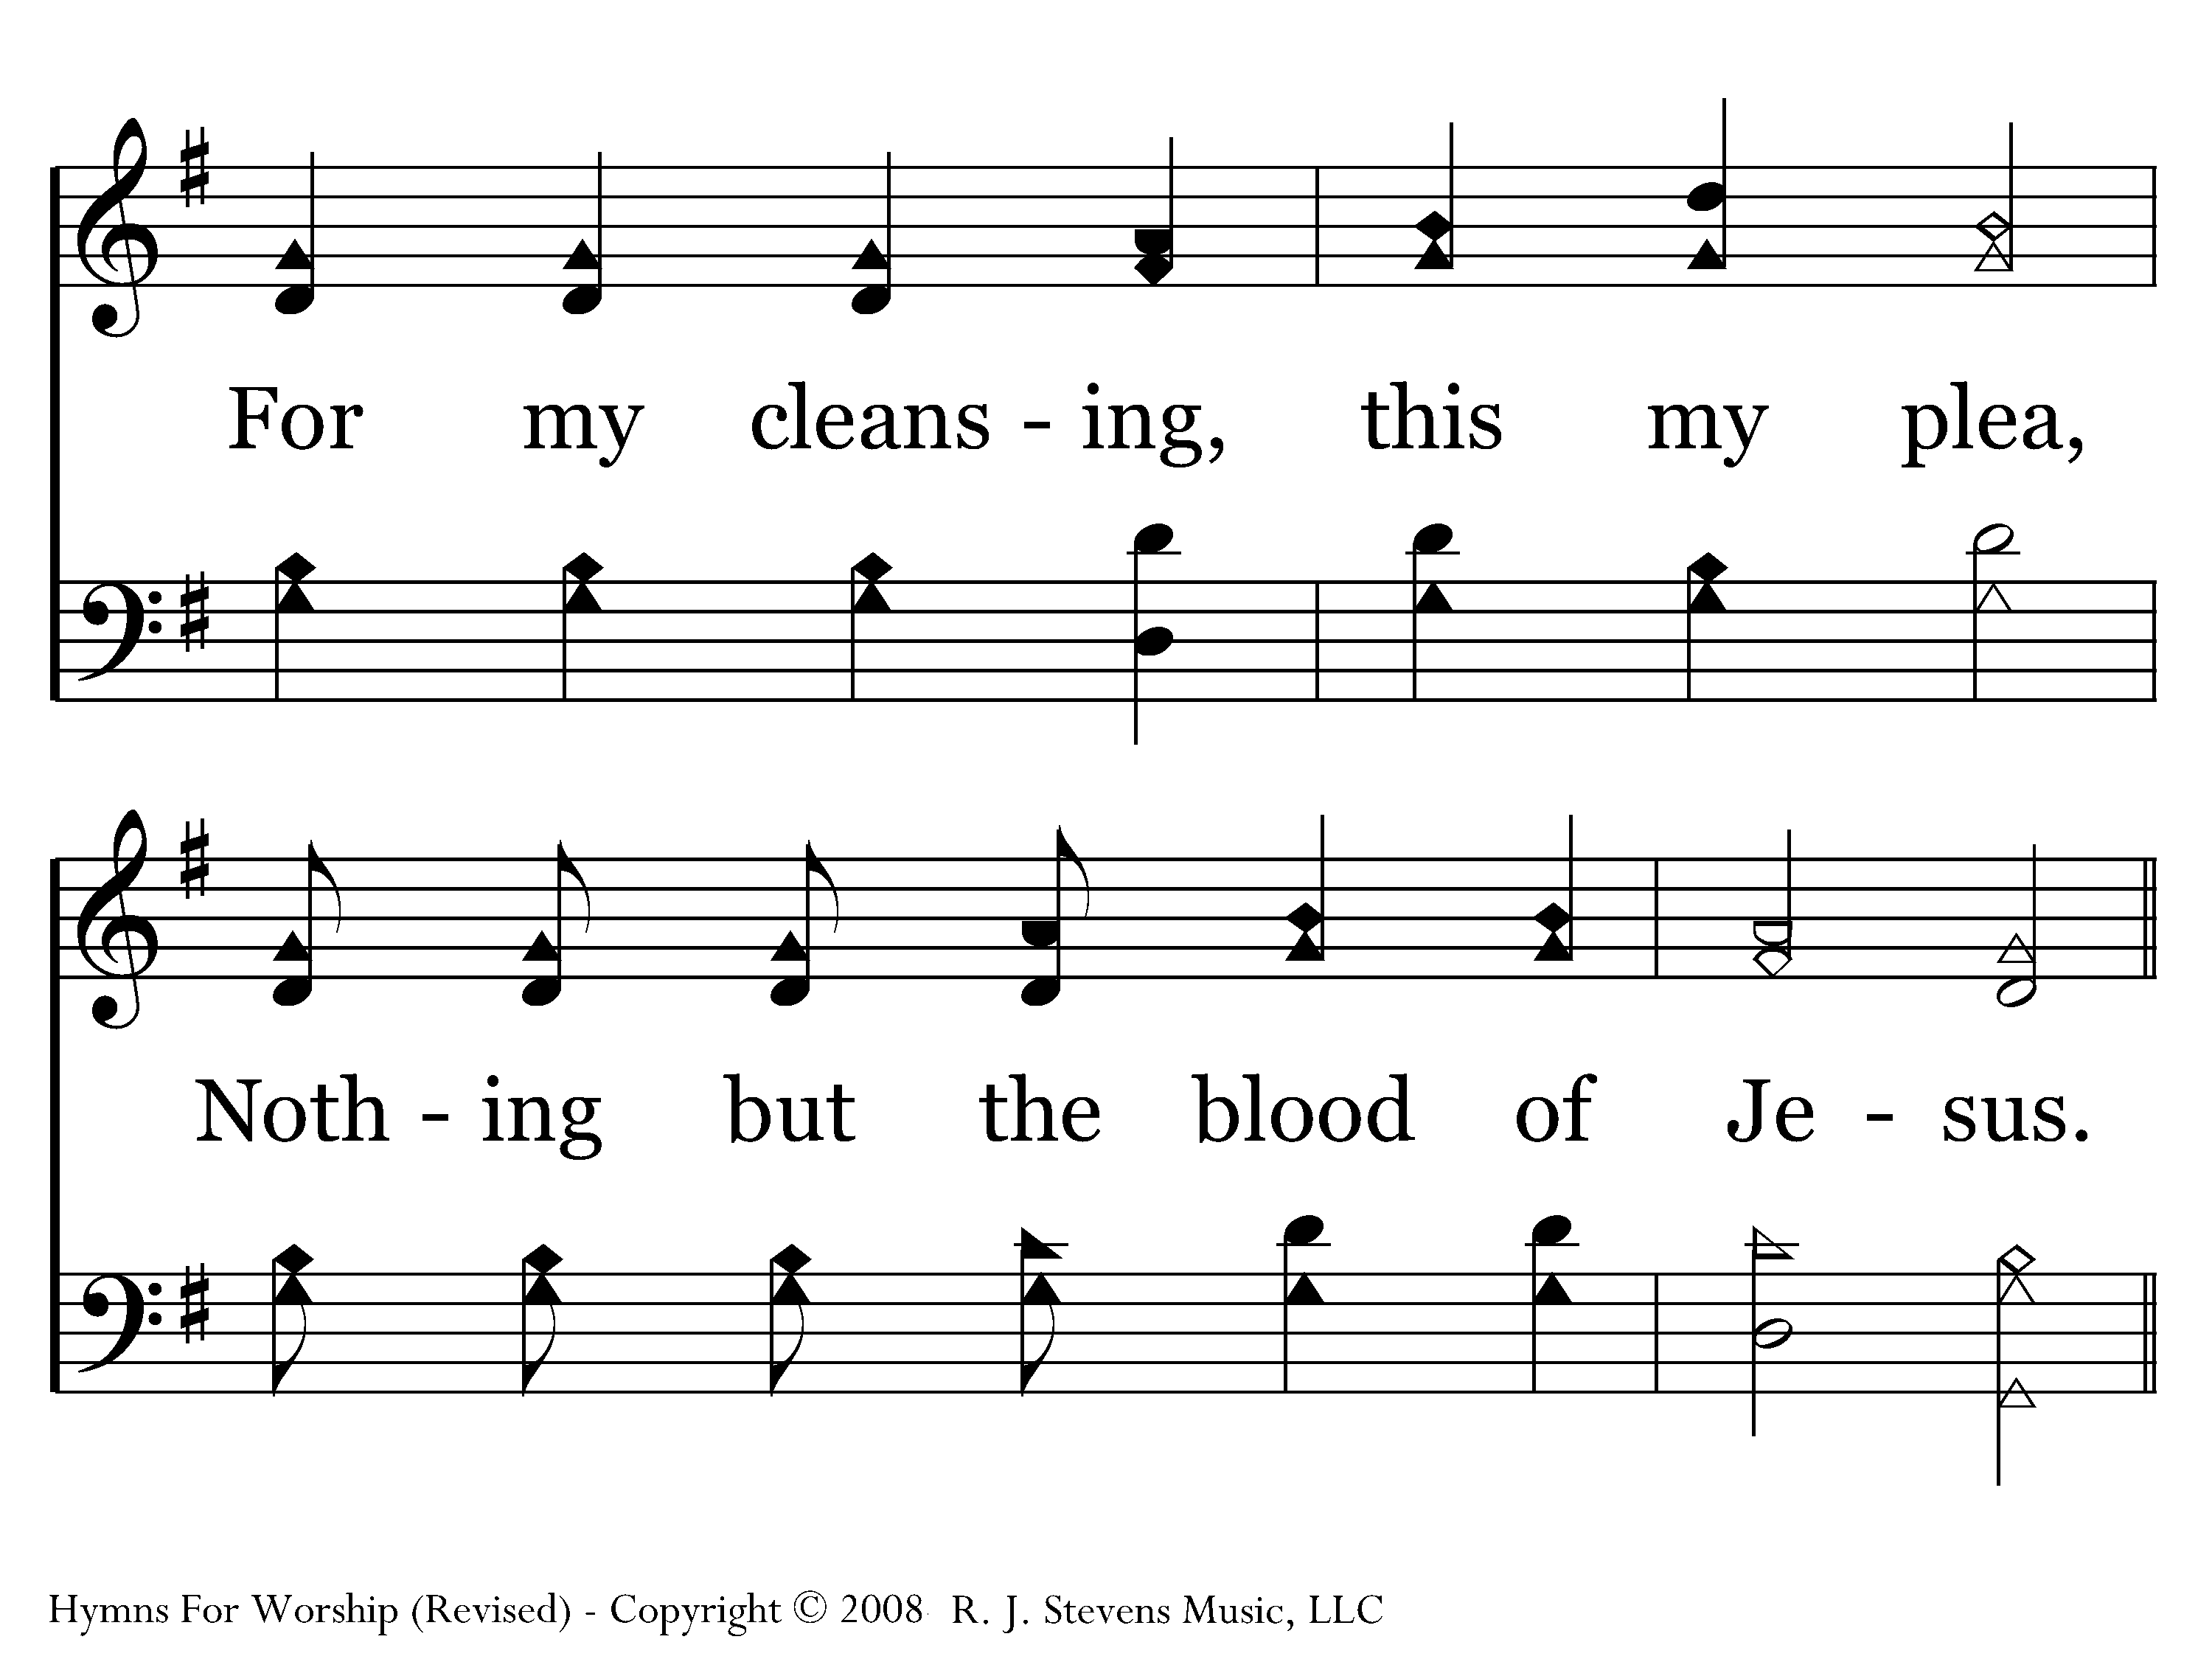 For my cleans - ing, this my plea,
Noth - ing but the blood of Je - sus.
Hymns For Worship (Revised) - Copyright © 2008 R. J. Stevens Music, LLC